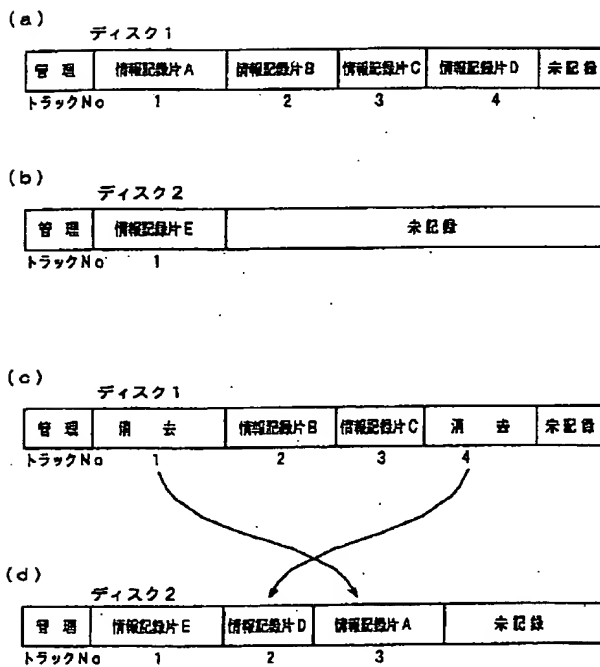 (a)
ディスク1
管 理 情報記録片A 情報記録片B 情報記録片C 情報記録片D 未記録
トラックNo 1 2 3 4
(b)
ディスク2
管 理 情報記録片E 未記録
トラックNo 1
(c)
ディスク1
管 理 消 去 情報記録片B 情報記録片C 消 去 未記録
トラックNo 1 2 3 4
(d)
ディスク2
管 理 情報記録片E 情報記録片D 情報記録片A 未記録
トラックNo 1 2 3